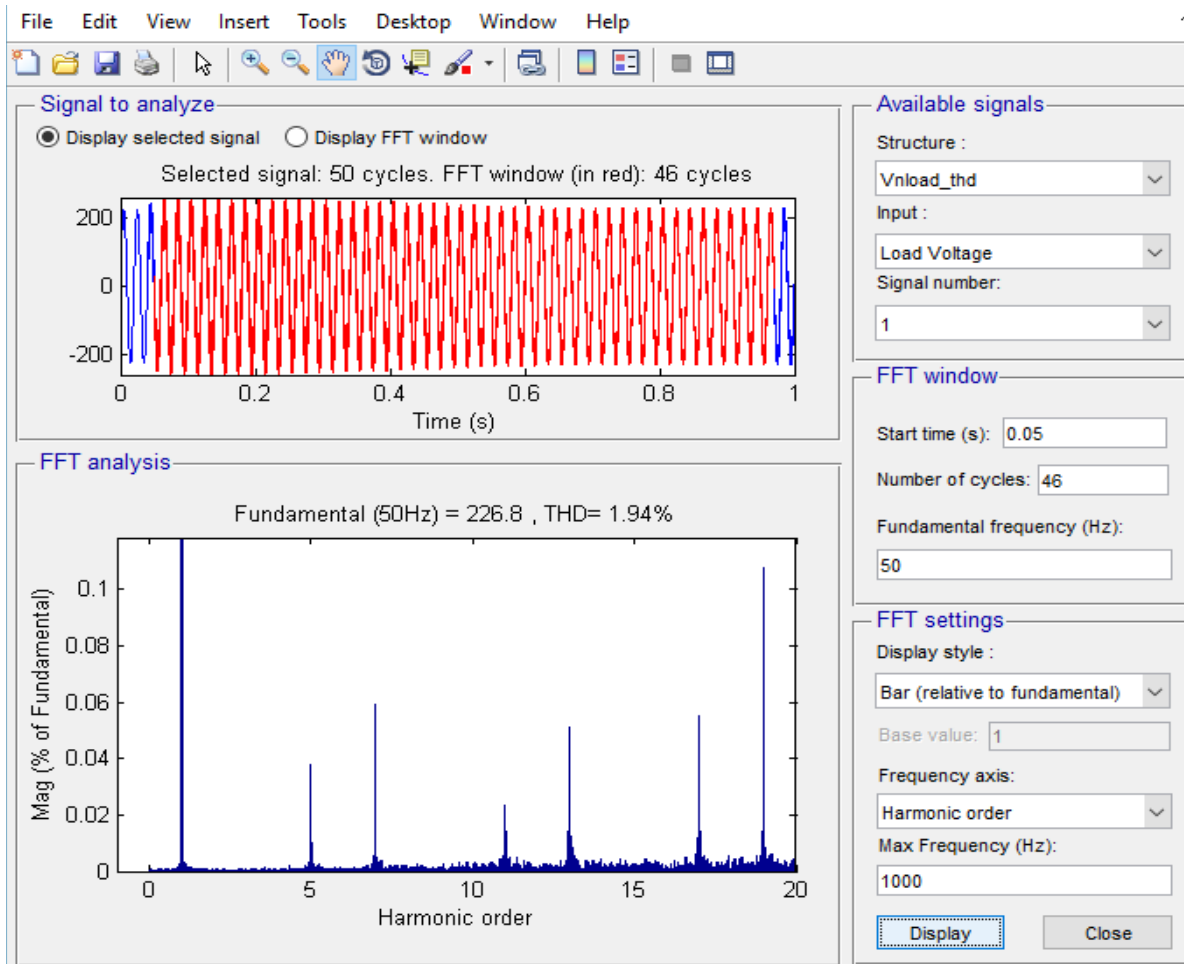 File Edit View Insert Tools Desktop Window Help
Signal to analyze
Display selected signal Display FFT window
Selected signal: 50 cycles. FFT window (in red): 46 cycles
200
0
-200
0 0.2 0.4 0.6 0.8 1
Time (s)
FFT analysis
Fundamental (50Hz) = 226.8 , THD= 1.94%
Mag (% of Fundamental)
0.1
0.08
0.06
0.04
0.02
0
0 5 10 15 20
Harmonic order
Available signals
Structure :
Vnload_thd
Input :
Load Voltage
Signal number:
1
FFT window
Start time (s): 0.05
Number of cycles: 46
Fundamental frequency (Hz):
50
FFT settings
Display style :
Bar (relative to fundamental)
Base value: 1
Frequency axis:
Harmonic order
Max Frequency (Hz):
1000
Display Close